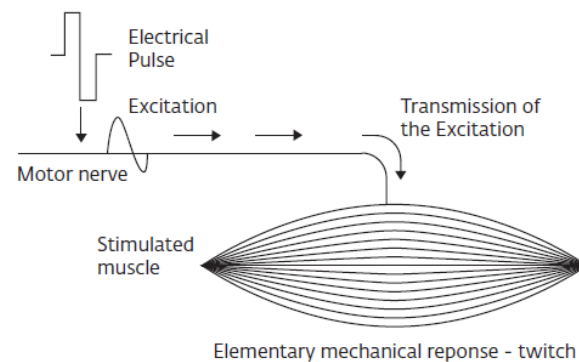 Electrical
Pulse
Excitation
Transmission of
the Excitation
Motor nerve
Stimulated
muscle
Elementary mechanical reponse - twitch